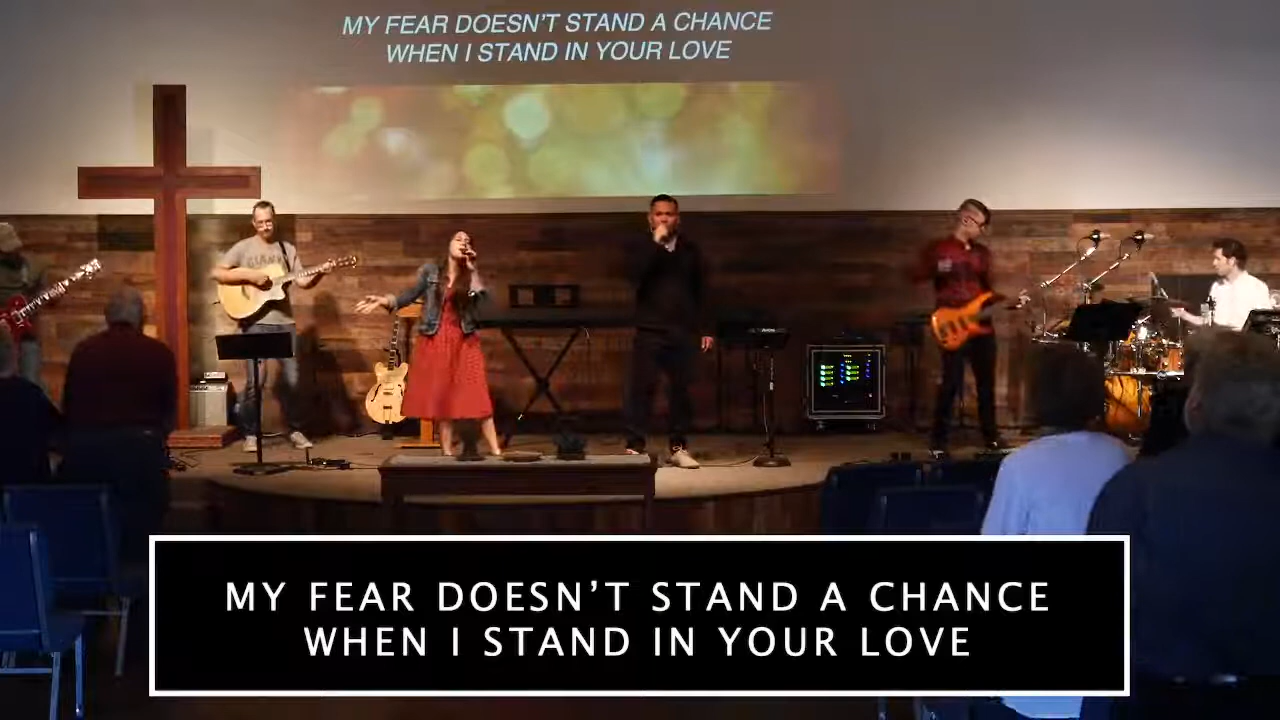 MY FEAR DOESN'T STAND A CHANCE
WHEN I STAND IN YOUR LOVE
MY FEAR DOESN’T STAND A CHANCE
WHEN I STAND IN YOUR LOVE